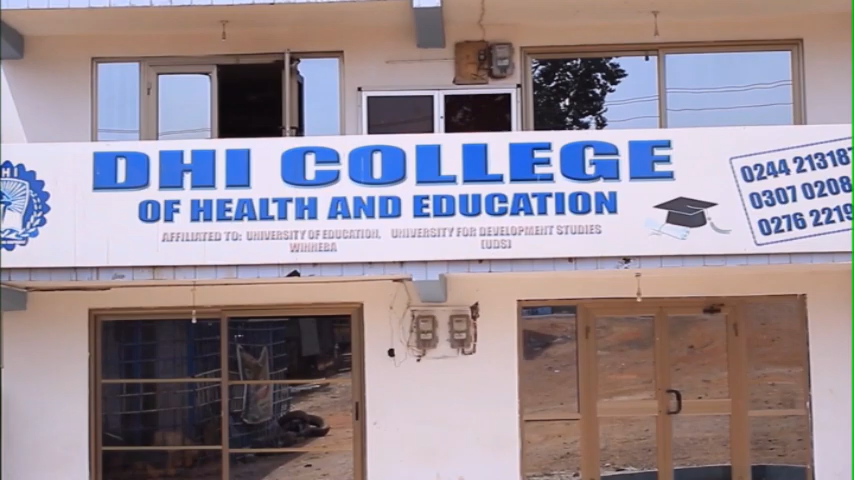 DHI COLLEGE
OF HEALTH AND EDUCATION
AFFILIATED TO: UNIVERSITY OF EDUCATION, UNIVERSITY FOR DEVELOPMENT STUDIES
WINNEBA (UDS)
0244 213187
0307 0208
0276 2219